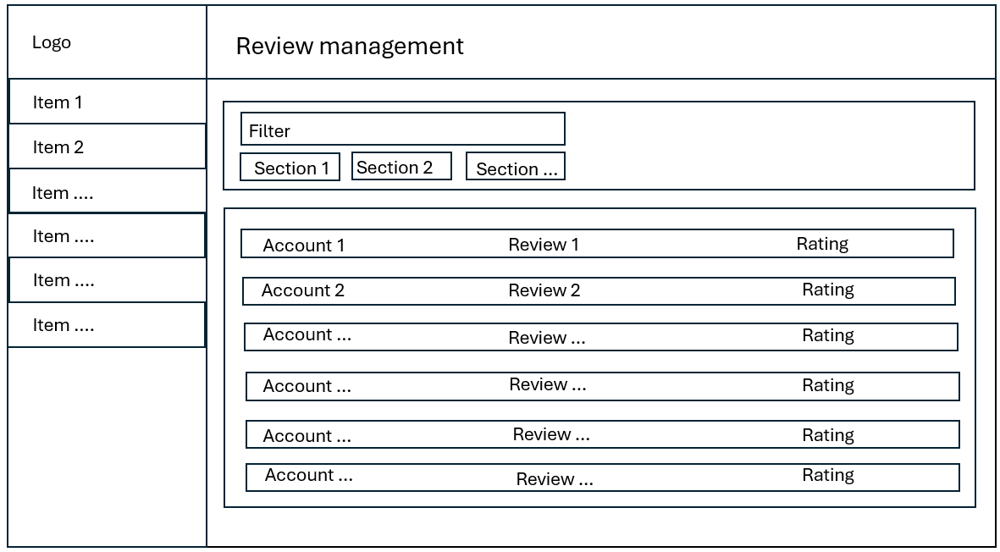 Logo
Review management
Item 1
Item 2
Item ....
Item ....
Item ....
Item ....
Filter
Section 1 Section 2 Section ...
Account 1 Review 1 Rating
Account 2 Review 2 Rating
Account ... Review ... Rating
Account ... Review ... Rating
Account ... Review ... Rating
Account ... Review ... Rating